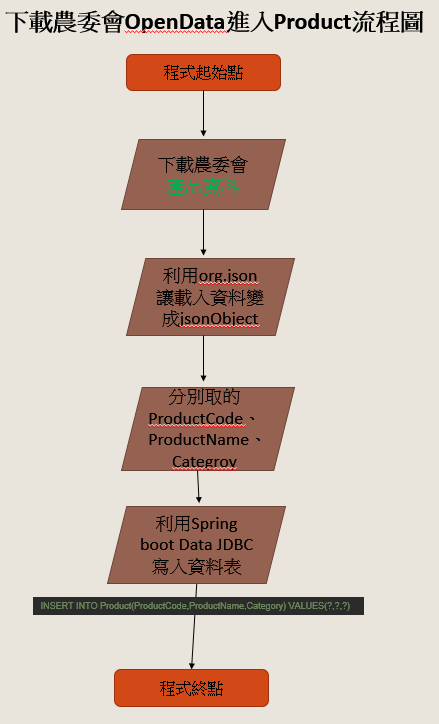 下載農委會OpenData進入Product流程圖
程式起始點
下載農委會
產出資料
利用org.json
讓載入資料變
成jsonObject
分別取的
ProductCode、
ProductName、
Categroy
利用Spring
boot Data JDBC
寫入資料表
INSERT INTO Product(ProductCode,ProductName,Category) VALUES(?,?,?)
程式終點